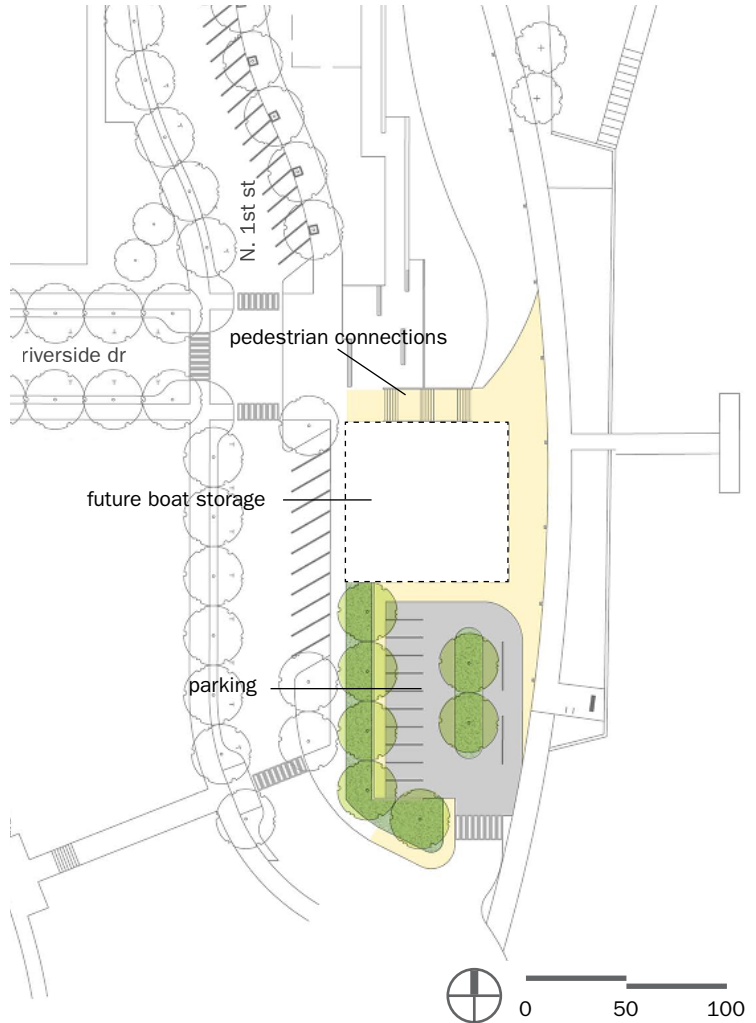 N. 1st st
pedestrian connections
riverside dr
future boat storage
parking
0 50 100